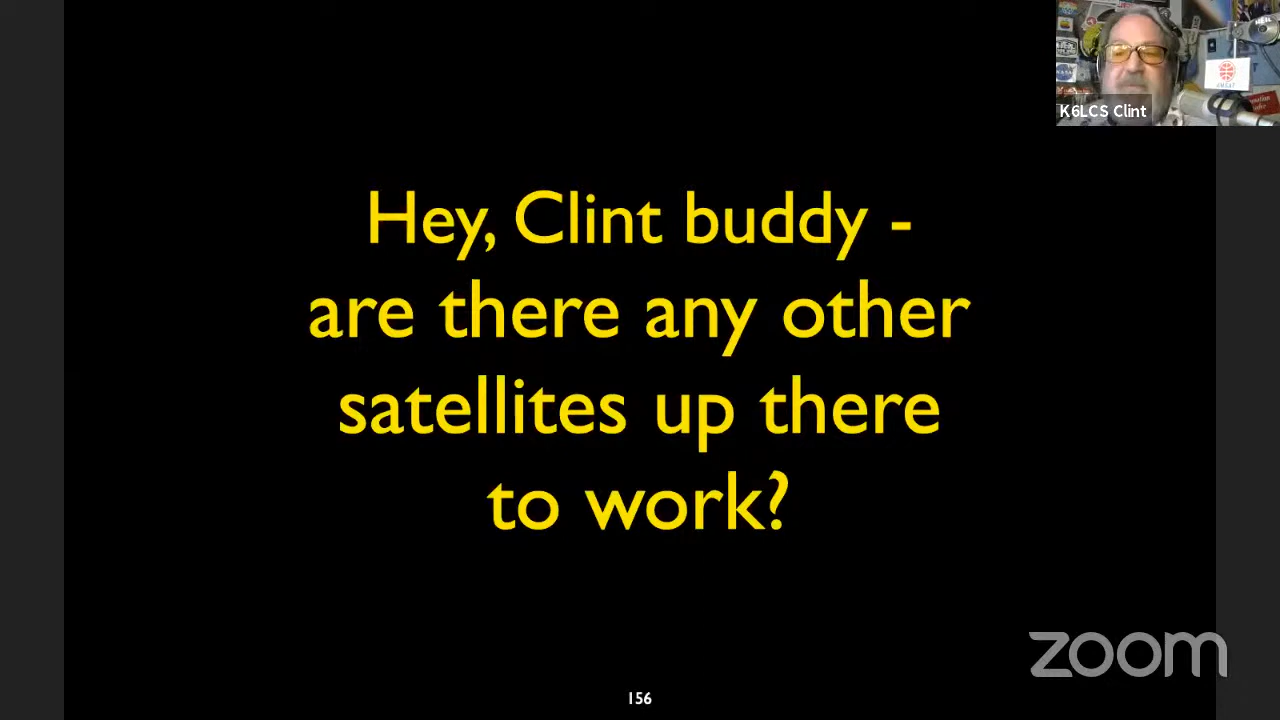 K6LCS Clint
Hey, Clint buddy -
are there any other
satellites up there
to work?
zoom
156